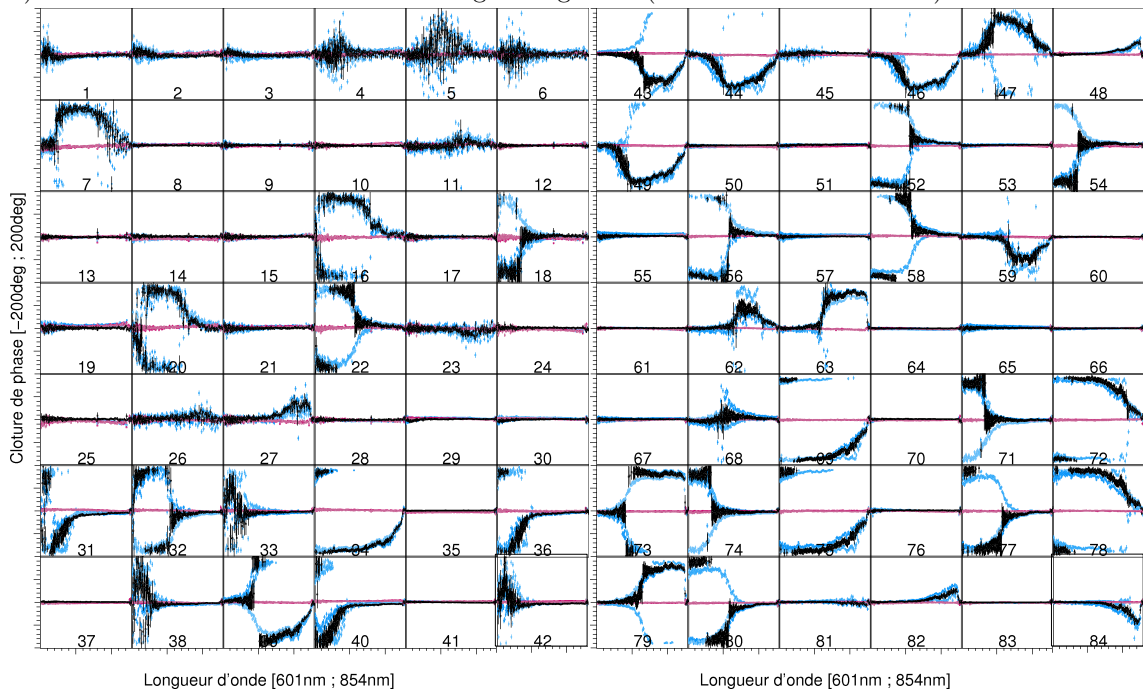 1 2 3 4 5 6 43 44 45 46 47 48
7 8 9 10 11 12 49 50 51 52 53 54
13 14 15 16 17 18 55 56 57 58 59 60
19 20 21 22 23 24 61 62 63 64 65 66
25 26 27 28 29 30 67 68 69 70 71 72
31 32 33 34 35 36 73 74 75 76 77 78
37 38 39 40 41 42 79 80 81 82 83 84
Cloture de phase [−200deg ; 200deg]
Longueur d'onde [601nm ; 854nm] Longueur d'onde [601nm ; 854nm]